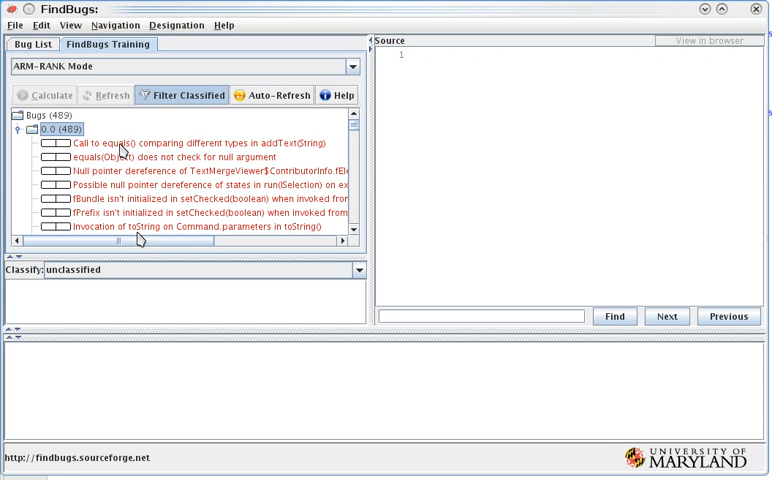 FindBugs:
File Edit View Navigation Designation Help
Bug List FindBugs Training
ARM-RANK Mode
Calculate Refresh Filter Classified Auto-Refresh Help
Bugs (489)
0.0 (489)
Call to equals() comparing different types in addText(String)
equals(Object) does not check for null argument
Null pointer dereference of TextMergeViewer$ContributorInfo.fEle
Possible null pointer dereference of states in run(ISelection) on ex
fBundle isn't initialized in setChecked(boolean) when invoked from
fPrefix isn't initialized in setChecked(boolean) when invoked from
Invocation of toString on Command.parameters in toString()
Classify: unclassified
Source View in browser
1
Find Next Previous
http://findbugs.sourceforge.net
UNIVERSITY OF
MARYLAND